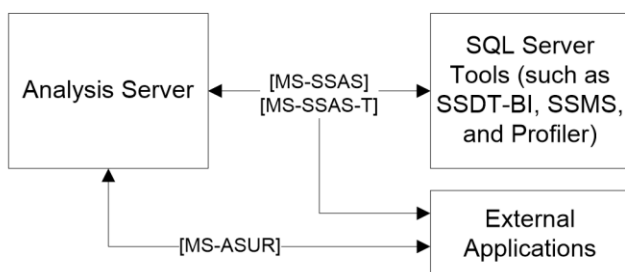 Analysis Server
[MS-SSAS]
[MS-SSAS-T]
SQL Server
Tools (such as
SSDT-BI, SSMS,
and Profiler)
External
Applications
[MS-ASUR]